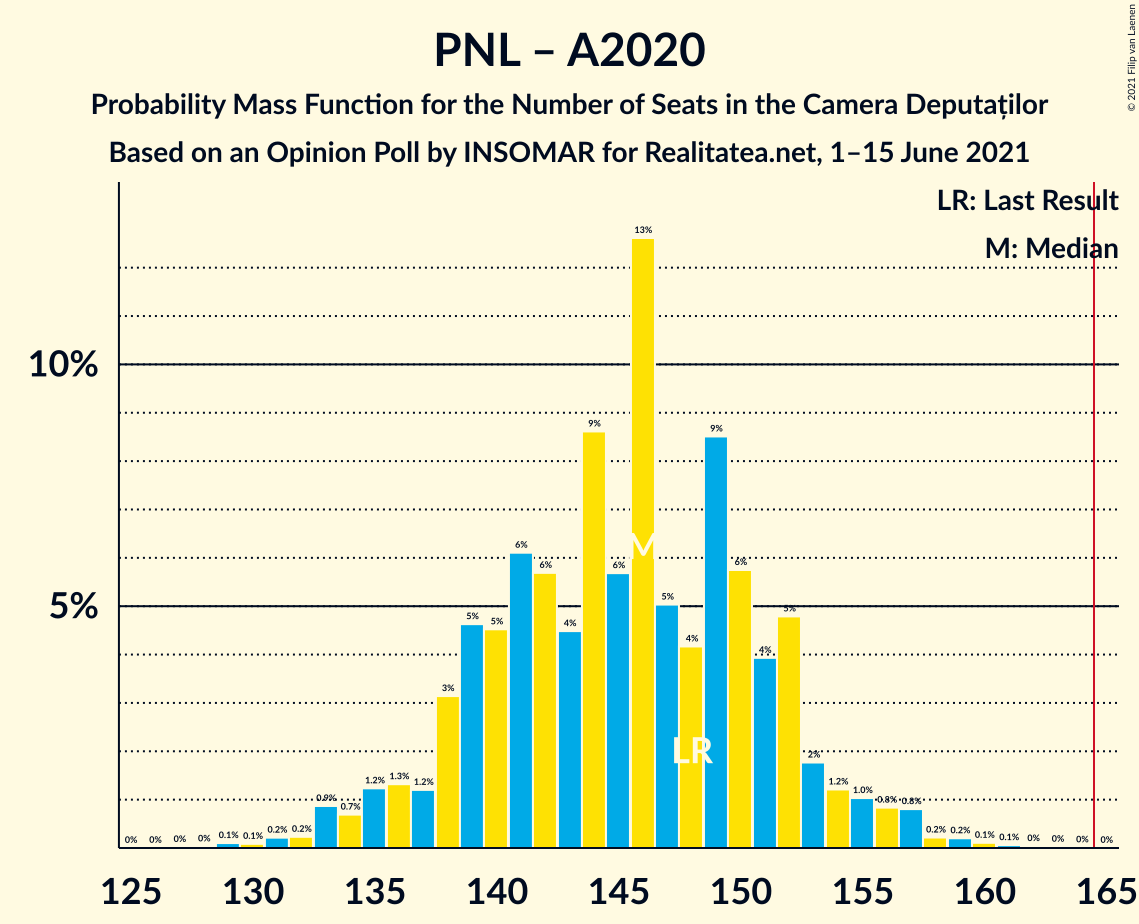 PNL – A2020
Probability Mass Function for the Number of Seats in the Camera Deputaților
Based on an Opinion Poll by INSOMAR for Realitatea.net, 1–15 June 2021
© 2021 Filip van Laenen
LR: Last Result
M: Median
10%
5%
0% 0% 0% 0% 0.1% 0.1% 0.2% 0.2% 0.9% 0.7% 1.2% 1.3% 1.2% 3% 5% 5% 6% 6% 4% 9% 6% 13% 5% 4% 9% 6% 4% 5% 2% 1.2% 1.0% 0.8% 0.8% 0.2% 0.2% 0.1% 0.1% 0% 0% 0% 0%
M
LR
125 130 135 140 145 150 155 160 165